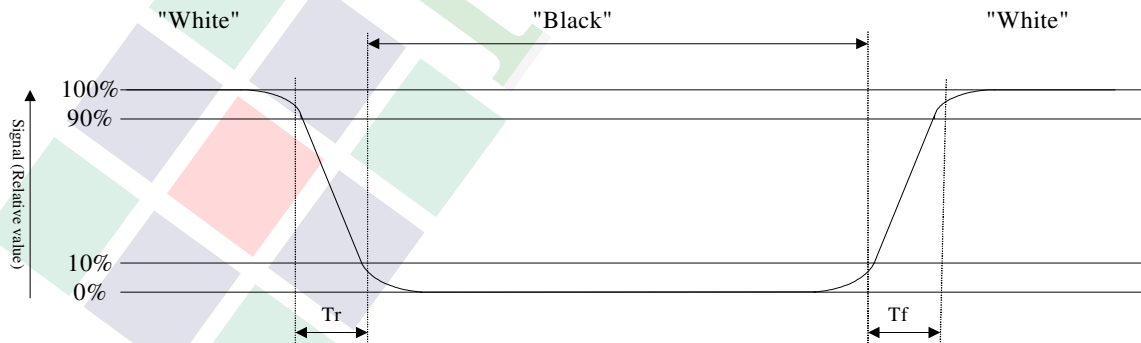 "White" "Black" "White"
100%
90%
Signal (Relative value)
10%
0%
Tr Tf